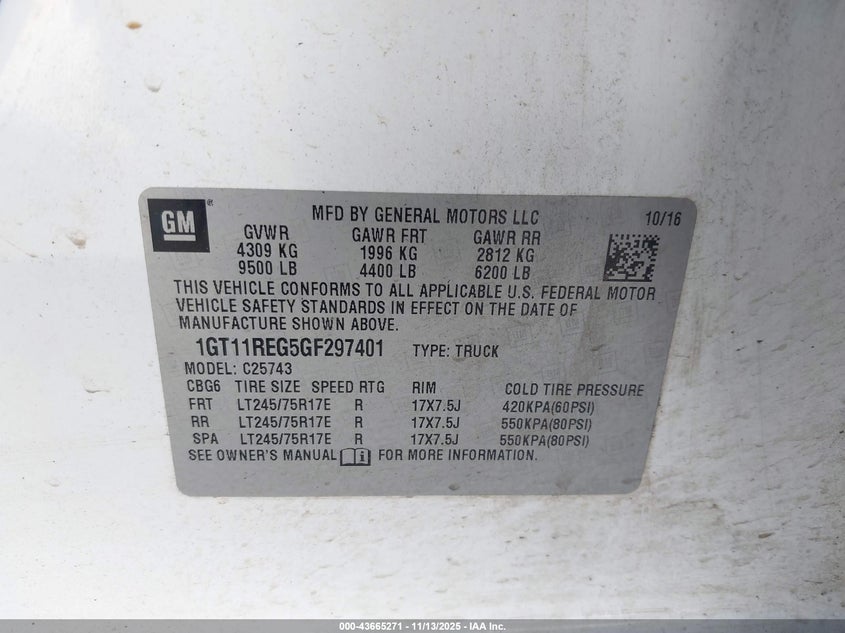 GM
MFD BY GENERAL MOTORS LLC 10/16
GVWR GAWR FRT GAWR RR
4309 KG 1996 KG 2812 KG
9500 LB 4400 LB 6200 LB
THIS VEHICLE CONFORMS TO ALL APPLICABLE U.S. FEDERAL MOTOR
VEHICLE SAFETY STANDARDS IN EFFECT ON THE DATE OF
MANUFACTURE SHOWN ABOVE.
1GT11REG5GF297401 TYPE: TRUCK
MODEL: C25743
CBG6 TIRE SIZE SPEED RTG RIM COLD TIRE PRESSURE
FRT LT245/75R17E R 17X7.5J 420KPA(60PSI)
RR LT245/75R17E R 17X7.5J 550KPA(80PSI)
SPA LT245/75R17E R 17X7.5J 550KPA(80PSI)
SEE OWNER'S MANUAL FOR MORE INFORMATION.
000-43665271 - 11/13/2025 - IAA Inc.